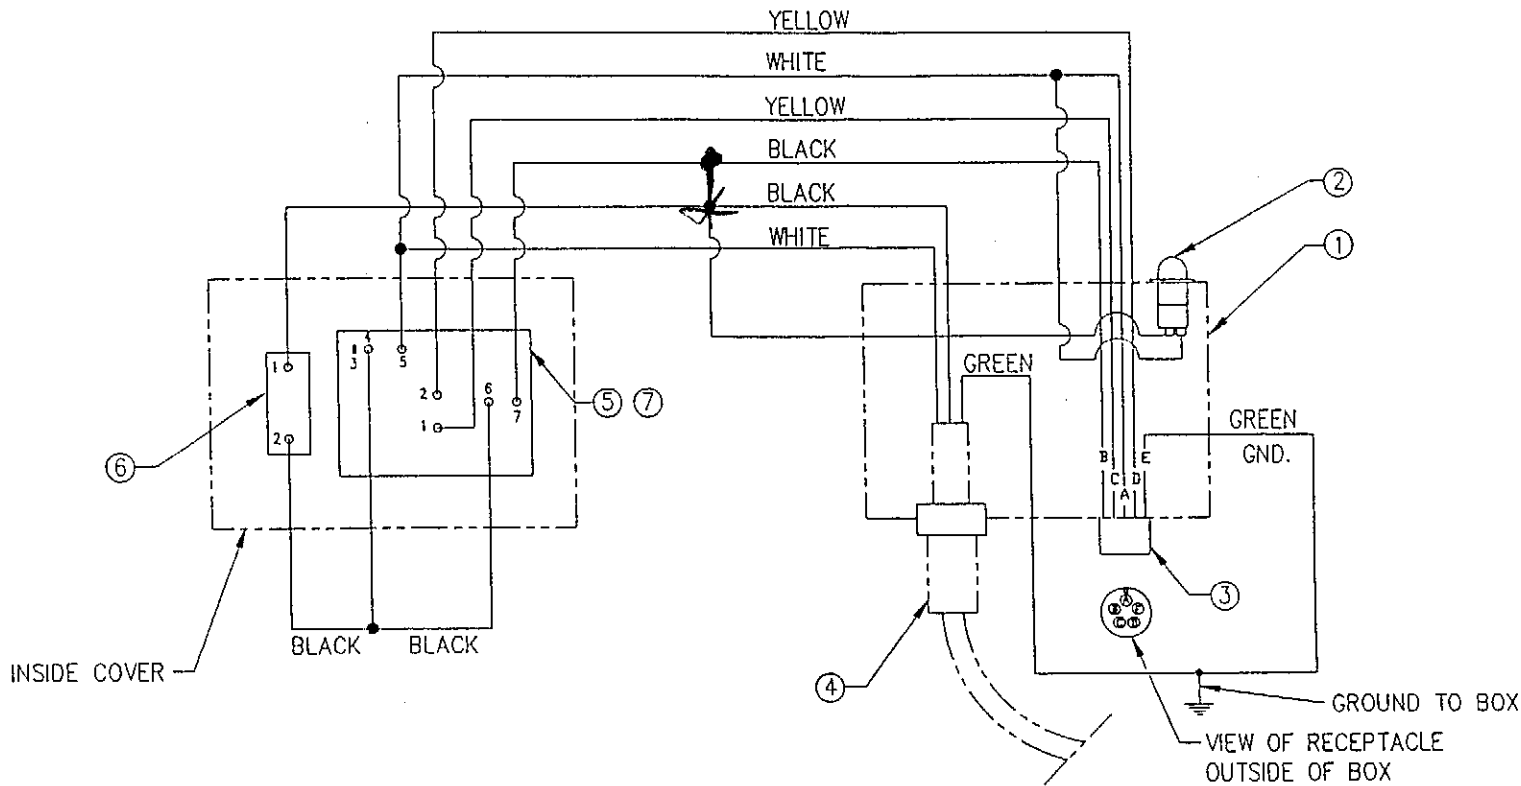 YELLOW
WHITE
YELLOW
BLACK
BLACK
WHITE
2
1
4
3
5
1
2
6
5 7
2
1
7
6
GREEN
GREEN
GND.
B
E
C
D
A
3
A
4
BLACK
BLACK
INSIDE COVER
GROUND TO BOX
VIEW OF RECEPTACLE
OUTSIDE OF BOX